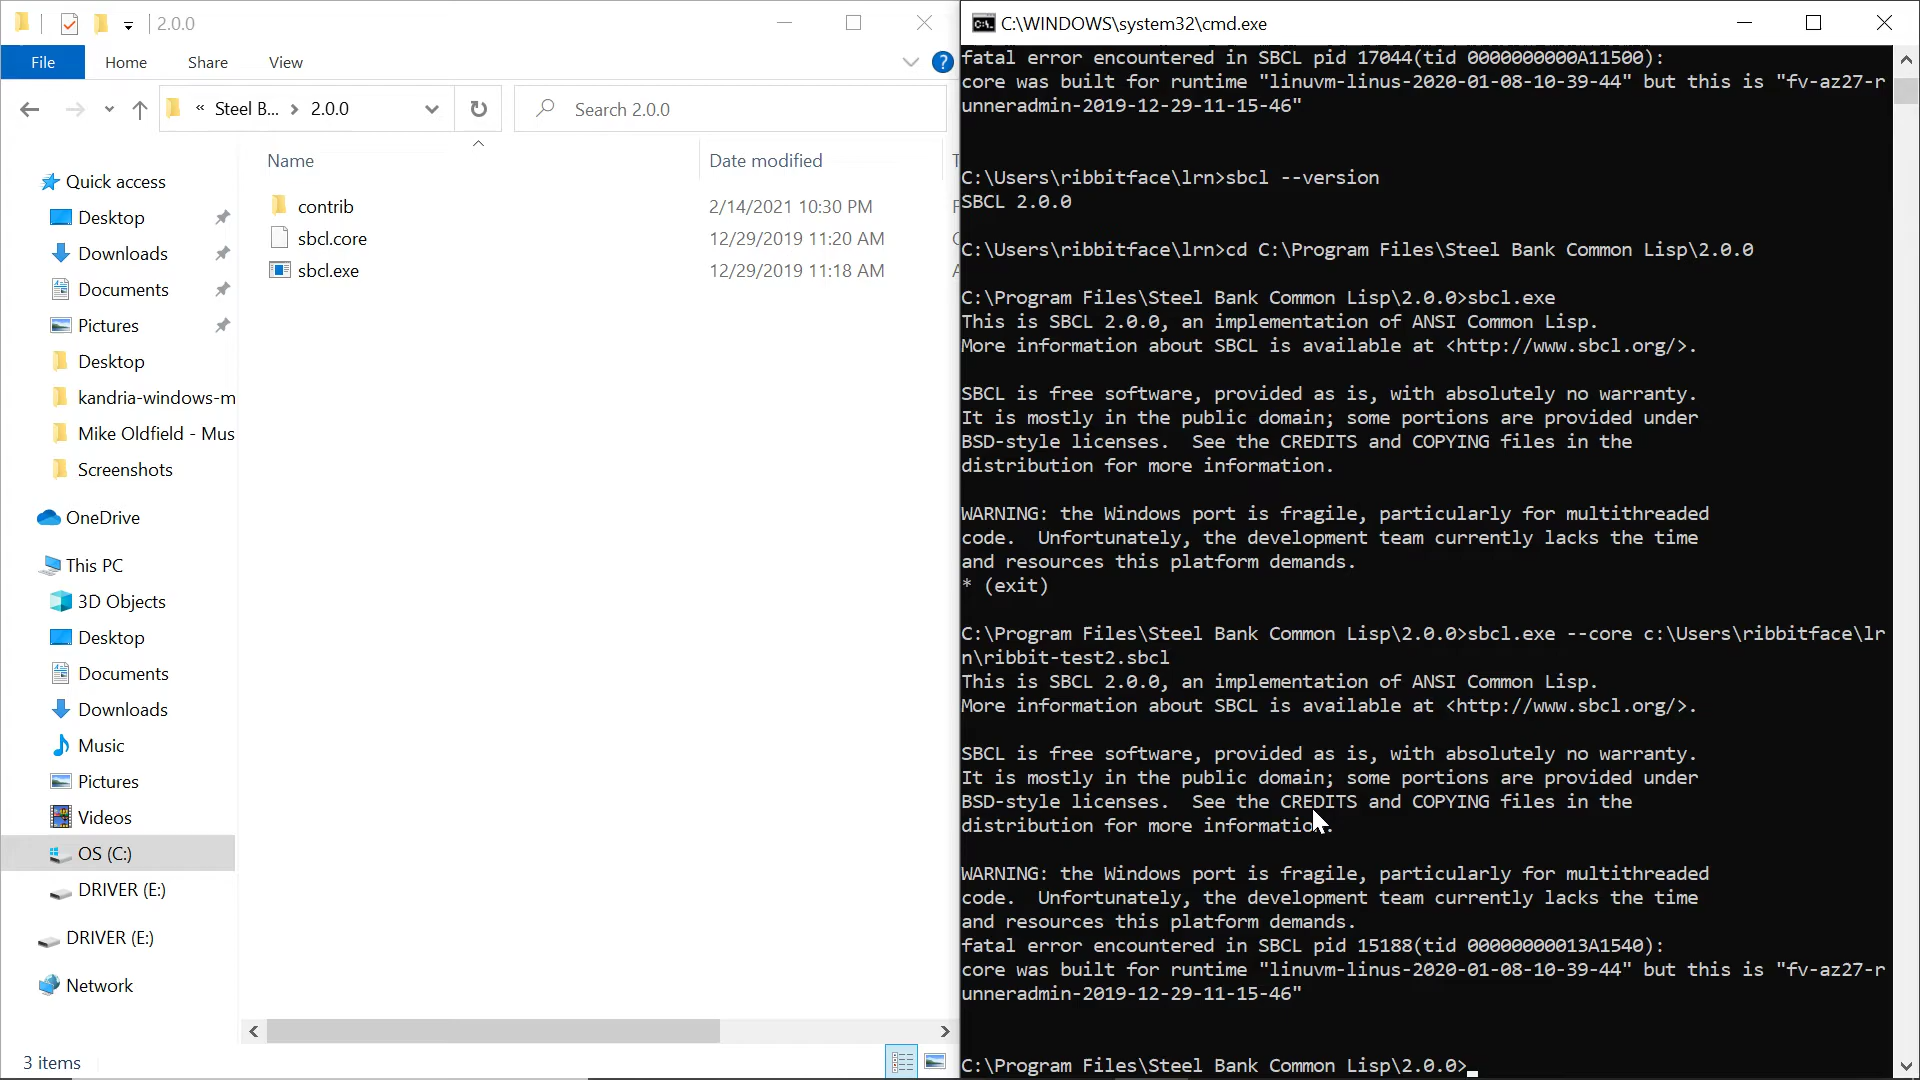 2.0.0
File
Home
Share
View
?
« Steel B... > 2.0.0
Search 2.0.0
Name
Date modified
Quick access
Desktop
Downloads
Documents
Pictures
Desktop
kandria-windows-m
Mike Oldfield - Mus
Screenshots
OneDrive
This PC
3D Objects
Desktop
Documents
Downloads
Music
Pictures
Videos
OS (C:)
DRIVER (E:)
DRIVER (E:)
Network
contrib
2/14/2021 10:30 PM
sbcl.core
12/29/2019 11:20 AM
sbcl.exe
12/29/2019 11:18 AM
3 items
C:\WINDOWS\system32\cmd.exe
fatal error encountered in SBCL pid 17044(tid 0000000000A11500):
core was built for runtime "linuvm-linus-2020-01-08-10-39-44" but this is "fv-az27-r
unneradmin-2019-12-29-11-15-46"
C:\Users\ribbitface\lrn>sbcl --version
SBCL 2.0.0
C:\Users\ribbitface\lrn>cd C:\Program Files\Steel Bank Common Lisp\2.0.0
C:\Program Files\Steel Bank Common Lisp\2.0.0>sbcl.exe
This is SBCL 2.0.0, an implementation of ANSI Common Lisp.
More information about SBCL is available at <http://www.sbcl.org/>.
SBCL is free software, provided as is, with absolutely no warranty.
It is mostly in the public domain; some portions are provided under
BSD-style licenses.  See the CREDITS and COPYING files in the
distribution for more information.
WARNING: the Windows port is fragile, particularly for multithreaded
code.  Unfortunately, the development team currently lacks the time
and resources this platform demands.
* (exit)
C:\Program Files\Steel Bank Common Lisp\2.0.0>sbcl.exe --core c:\Users\ribbitface\lr
n\ribbit-test2.sbcl
This is SBCL 2.0.0, an implementation of ANSI Common Lisp.
More information about SBCL is available at <http://www.sbcl.org/>.
SBCL is free software, provided as is, with absolutely no warranty.
It is mostly in the public domain; some portions are provided under
BSD-style licenses.  See the CREDITS and COPYING files in the
distribution for more information.
WARNING: the Windows port is fragile, particularly for multithreaded
code.  Unfortunately, the development team currently lacks the time
and resources this platform demands.
fatal error encountered in SBCL pid 15188(tid 00000000013A1540):
core was built for runtime "linuvm-linus-2020-01-08-10-39-44" but this is "fv-az27-r
unneradmin-2019-12-29-11-15-46"
C:\Program Files\Steel Bank Common Lisp\2.0.0>